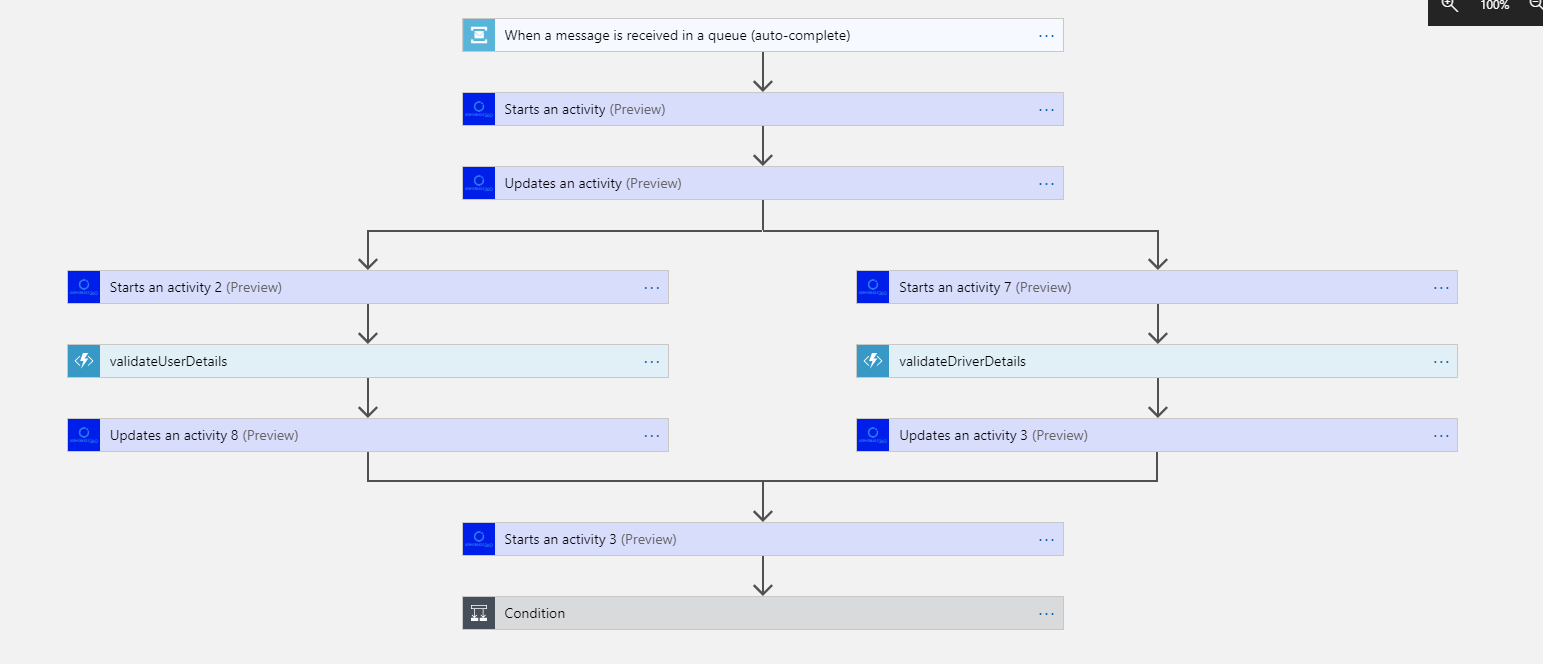 100%
When a message is received in a queue (auto-complete)
Starts an activity (Preview)
Updates an activity (Preview)
Starts an activity 2 (Preview)
Starts an activity 7 (Preview)
validateUserDetails
validateDriverDetails
Updates an activity 8 (Preview)
Updates an activity 3 (Preview)
Starts an activity 3 (Preview)
Condition